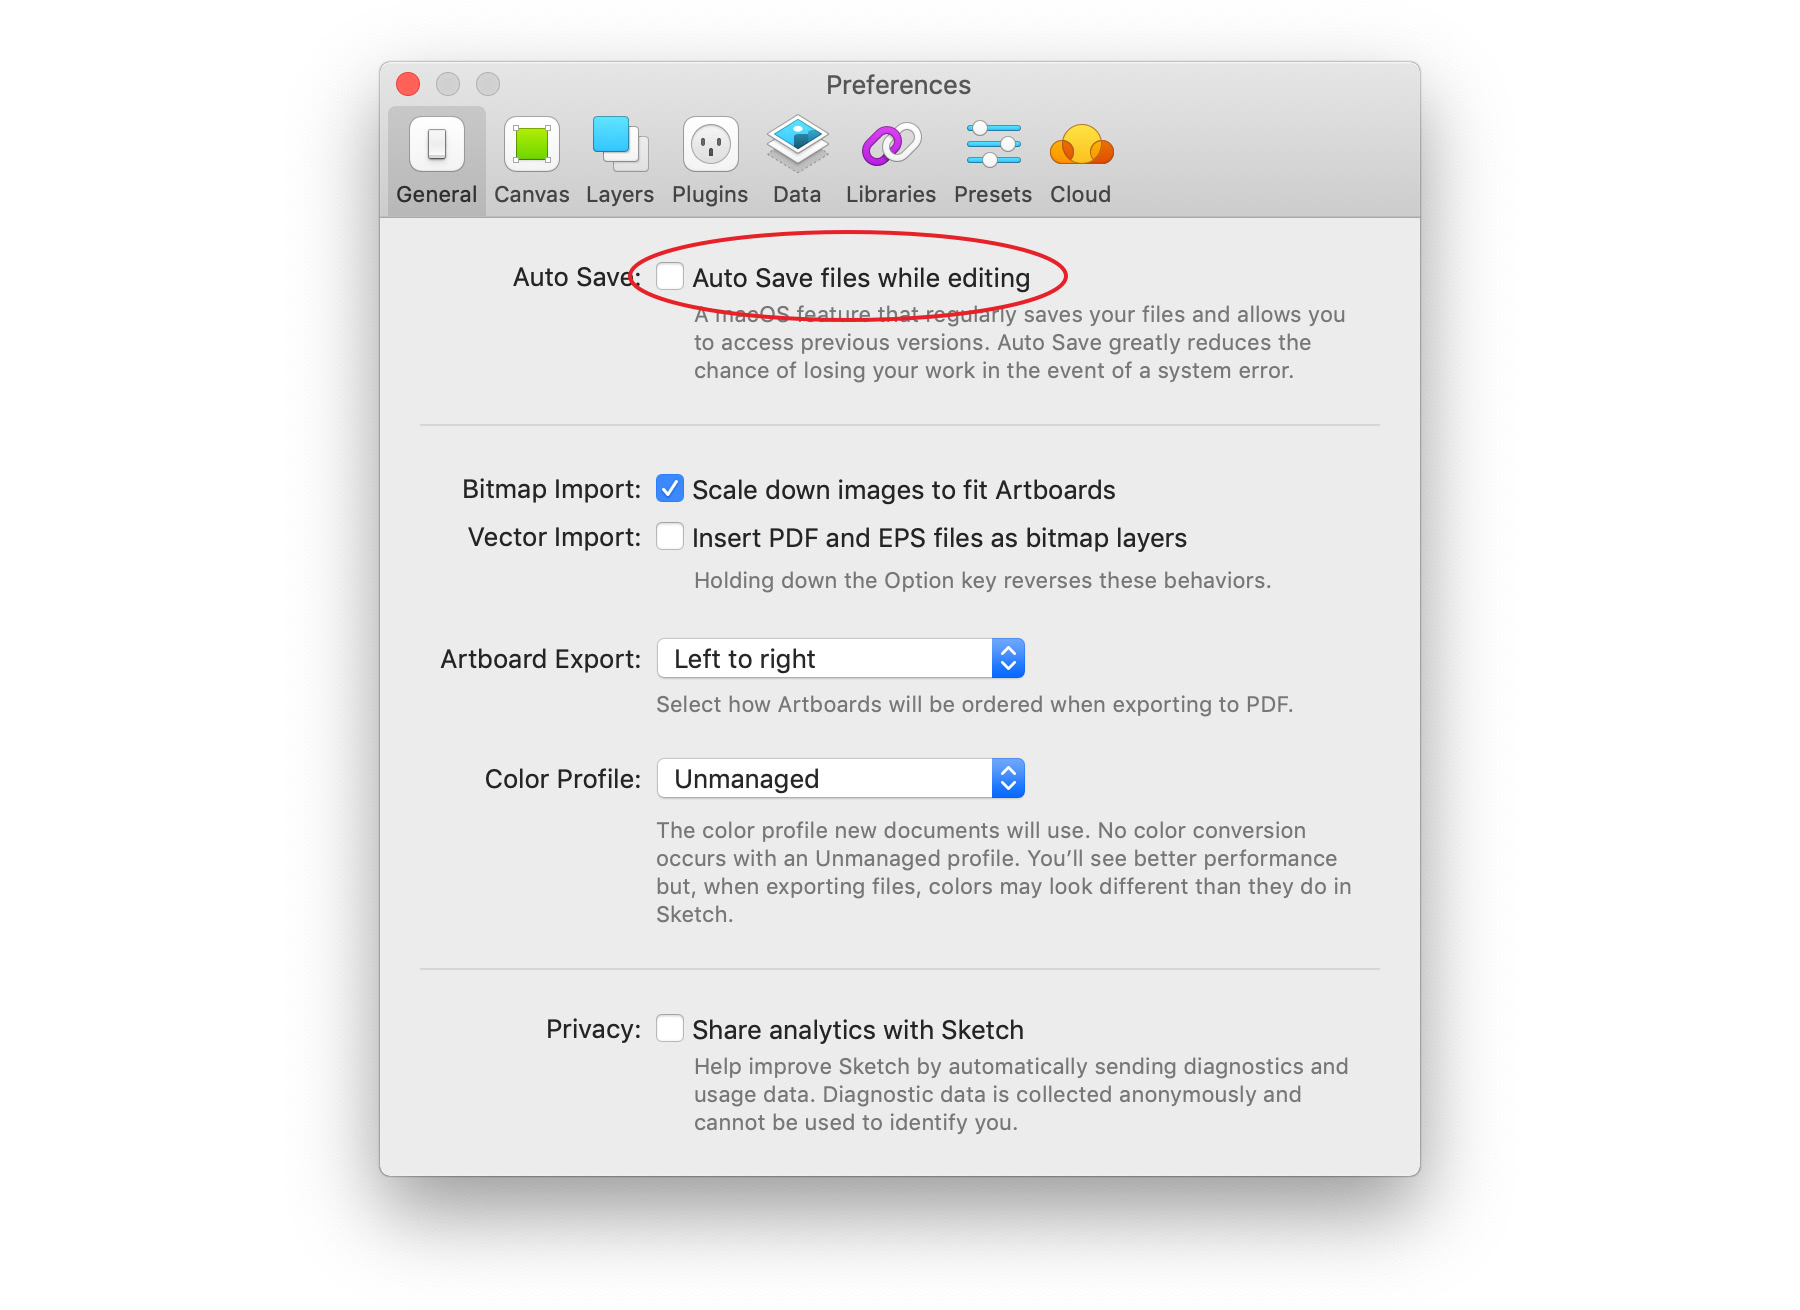 Preferences
General Canvas Layers Plugins Data Libraries Presets Cloud
Auto Save: Auto Save files while editing
A macOS feature that regularly saves your files and allows you
to access previous versions. Auto Save greatly reduces the
chance of losing your work in the event of a system error.
Bitmap Import: Scale down images to fit Artboards
Vector Import: Insert PDF and EPS files as bitmap layers
Holding down the Option key reverses these behaviors.
Artboard Export: Left to right
Select how Artboards will be ordered when exporting to PDF.
Color Profile: Unmanaged
The color profile new documents will use. No color conversion
occurs with an Unmanaged profile. You’ll see better performance
but, when exporting files, colors may look different than they do in
Sketch.
Privacy: Share analytics with Sketch
Help improve Sketch by automatically sending diagnostics and
usage data. Diagnostic data is collected anonymously and
cannot be used to identify you.